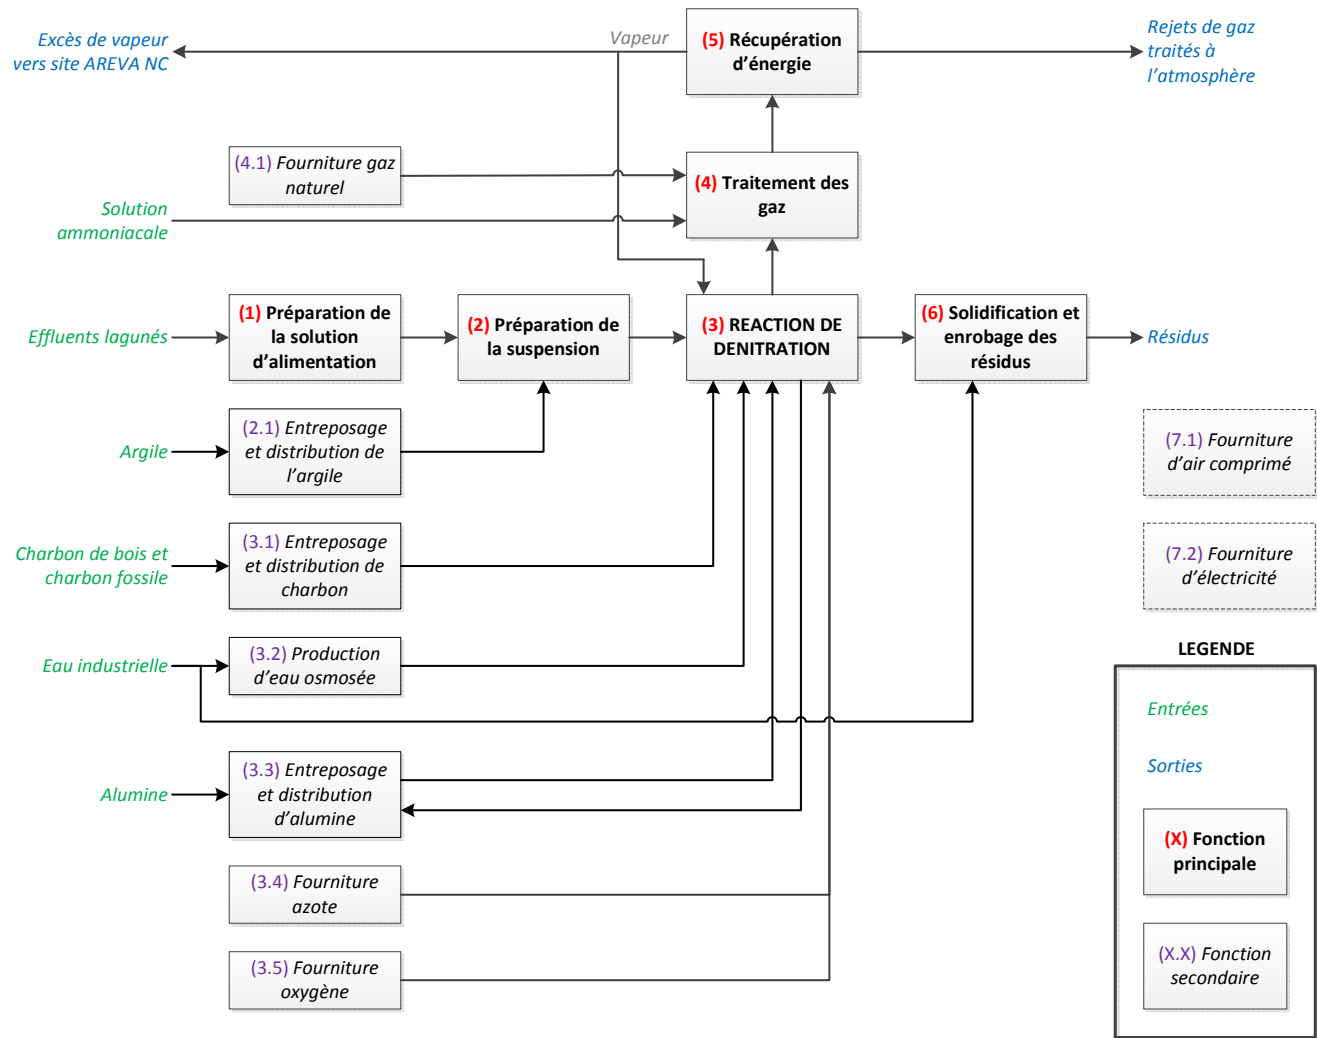 Excès de vapeur
vers site AREVA NC
Vapeur
(5) Récupération
d’énergie
Rejets de gaz
traités à
l’atmosphère
(4.1) Fourniture gaz
naturel
(4) Traitement des
gaz
Solution
ammoniacale
Effluents lagunés
(1) Préparation de
la solution
d’alimentation
(2) Préparation de
la suspension
(3) REACTION DE
DENITRATION
(6) Solidification et
enrobage des
résidus
Résidus
Argile
(2.1) Entreposage
et distribution de
l’argile
(7.1) Fourniture
d’air comprimé
Charbon de bois et
charbon fossile
(3.1) Entreposage
et distribution de
charbon
(7.2) Fourniture
d’électricité
Eau industrielle
(3.2) Production
d’eau osmosée
Alumine
(3.3) Entreposage
et distribution
d’alumine
(3.4) Fourniture
azote
(3.5) Fourniture
oxygène
LEGENDE
Entrées
Sorties
(X) Fonction
principale
(X.X) Fonction
secondaire